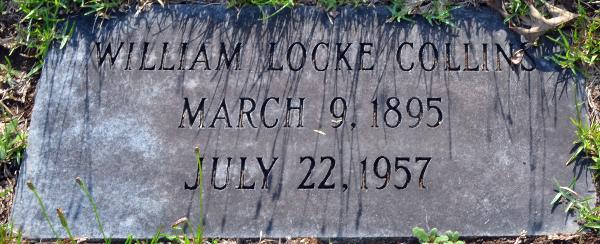 WILLIAM LOCKE COLLINS
MARCH 9, 1895
JULY 22, 1957